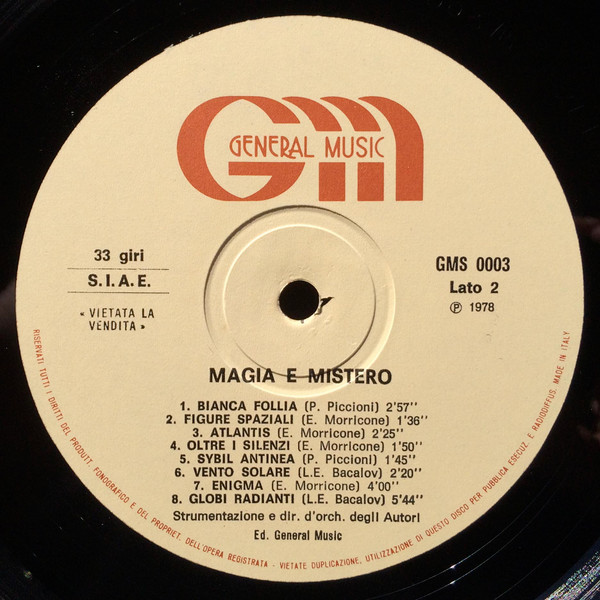 GM
GENERAL MUSIC
33 giri
S.I.A.E.
« VIETATA LA
VENDITA »
GMS 0003
Lato 2
Ⓟ 1978
MAGIA E MISTERO
1. BIANCA FOLLIA (P. Piccioni) 2'57''
2. FIGURE SPAZIALI (E. Morricone) 1'36''
3. ATLANTIS (E. Morricone) 2'25''
4. OLTRE I SILENZI (E. Morricone) 1'50''
5. SYBIL ANTINEA (P. Piccioni) 1'45''
6. VENTO SOLARE (L.E. Bacalov) 2'20''
7. ENIGMA (E. Morricone) 4'00''
8. GLOBI RADIANTI (L.E. Bacalov) 5'44''
Strumentazione e dir. d'orch. degli Autori
Ed. General Music
RISERVATI TUTTI I DIRITTI DEL PRODUT. FONOGRAFICO E DEL PROPRIET. DELL'OPERA REGISTRATA - VIETATE DUPLICAZIONE, UTILIZZAZIONE DI QUESTO DISCO PER PUBBLICA ESECUZ. E RADIODIFFUS. MADE IN ITALY